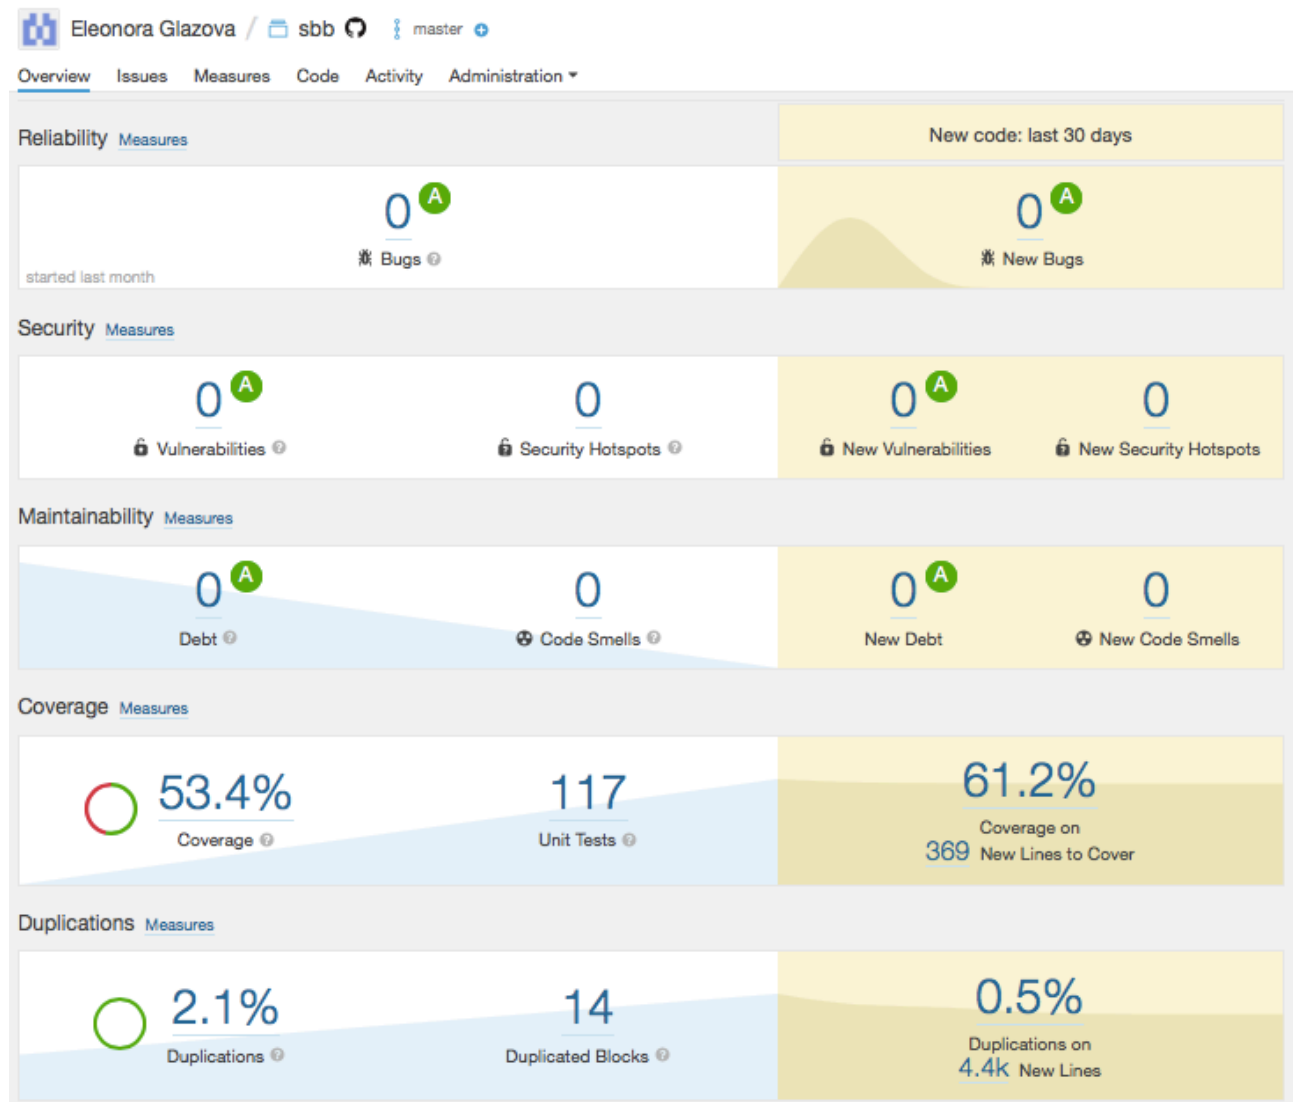 Eleonora Glazova / sbb master
Overview Issues Measures Code Activity Administration
Reliability Measures
New code: last 30 days
0 A
0 A
Bugs ?
New Bugs
started last month
Security Measures
0 A 0 0 A 0
Vulnerabilities ? Security Hotspots ? New Vulnerabilities New Security Hotspots
Maintainability Measures
0 A 0 0 A 0
Debt ? Code Smells ? New Debt New Code Smells
Coverage Measures
53.4% 117 61.2%
Coverage ? Unit Tests ? Coverage on
369 New Lines to Cover
Duplications Measures
2.1% 14 0.5%
Duplications ? Duplicated Blocks ? Duplications on
4.4k New Lines